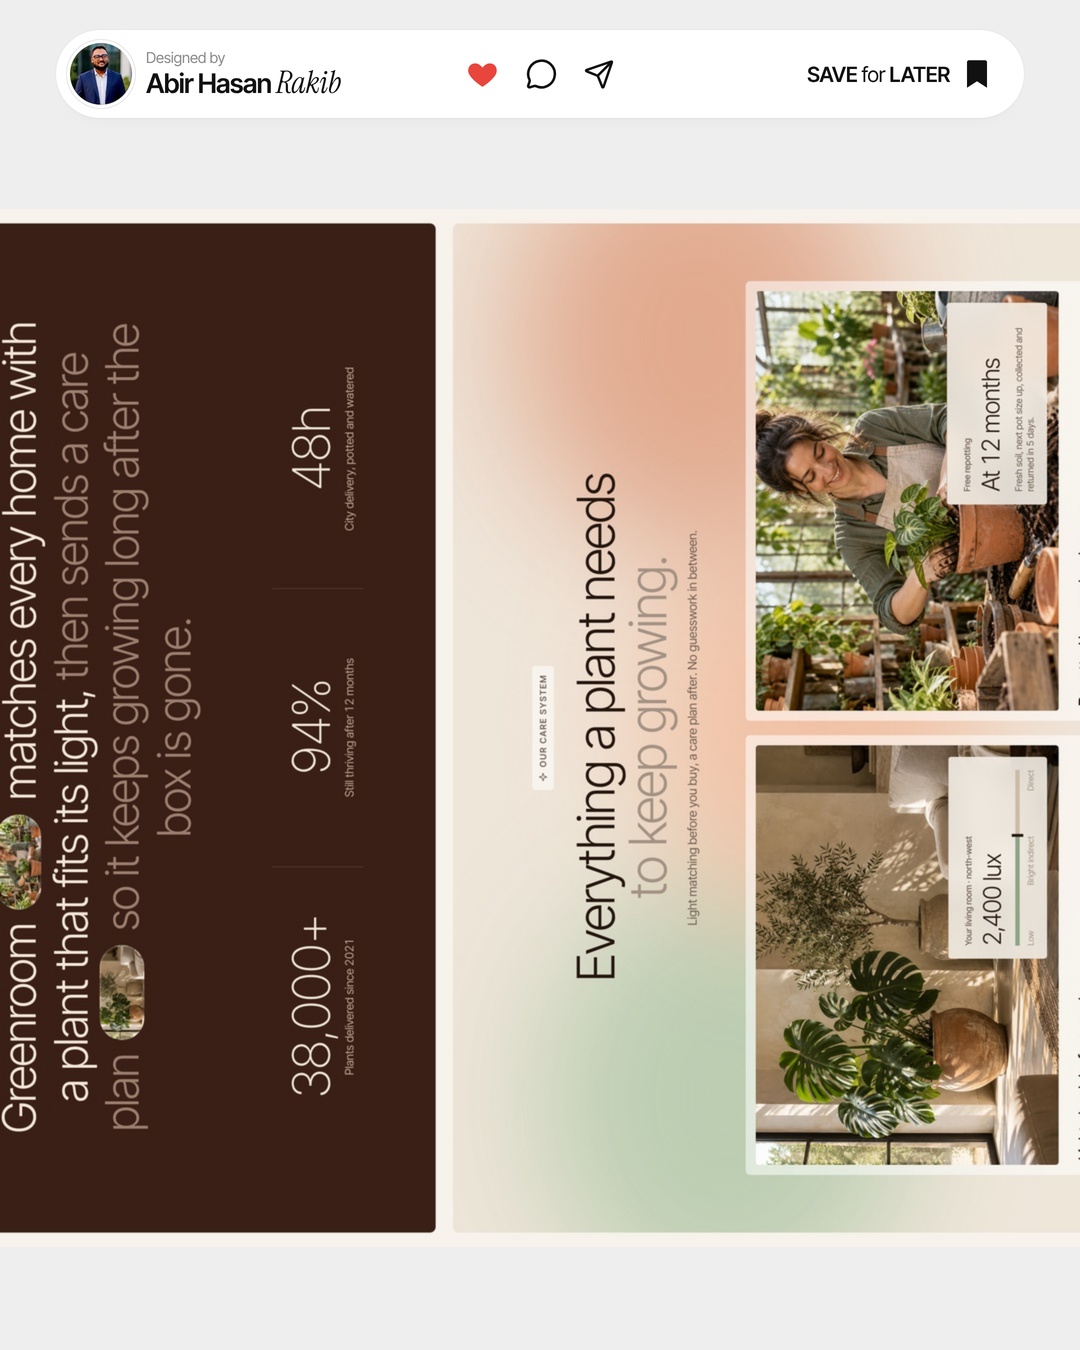 Designed by
Abir Hasan Rakib
SAVE for LATER
Greenroom matches every home with
a plant that fits its light, then sends a care
plan so it keeps growing long after the
box is gone.
38,000+
Plants delivered since 2021
94%
Still thriving after 12 months
48h
City delivery, potted and watered
OUR CARE SYSTEM
Everything a plant needs
to keep growing.
Light matching before you buy, a care plan after. No guesswork in between.
Your living room · north-west
2,400 lux
Low
Bright indirect
Direct
Free repotting
At 12 months
Fresh soil, next pot size up, collected and
returned in 5 days.